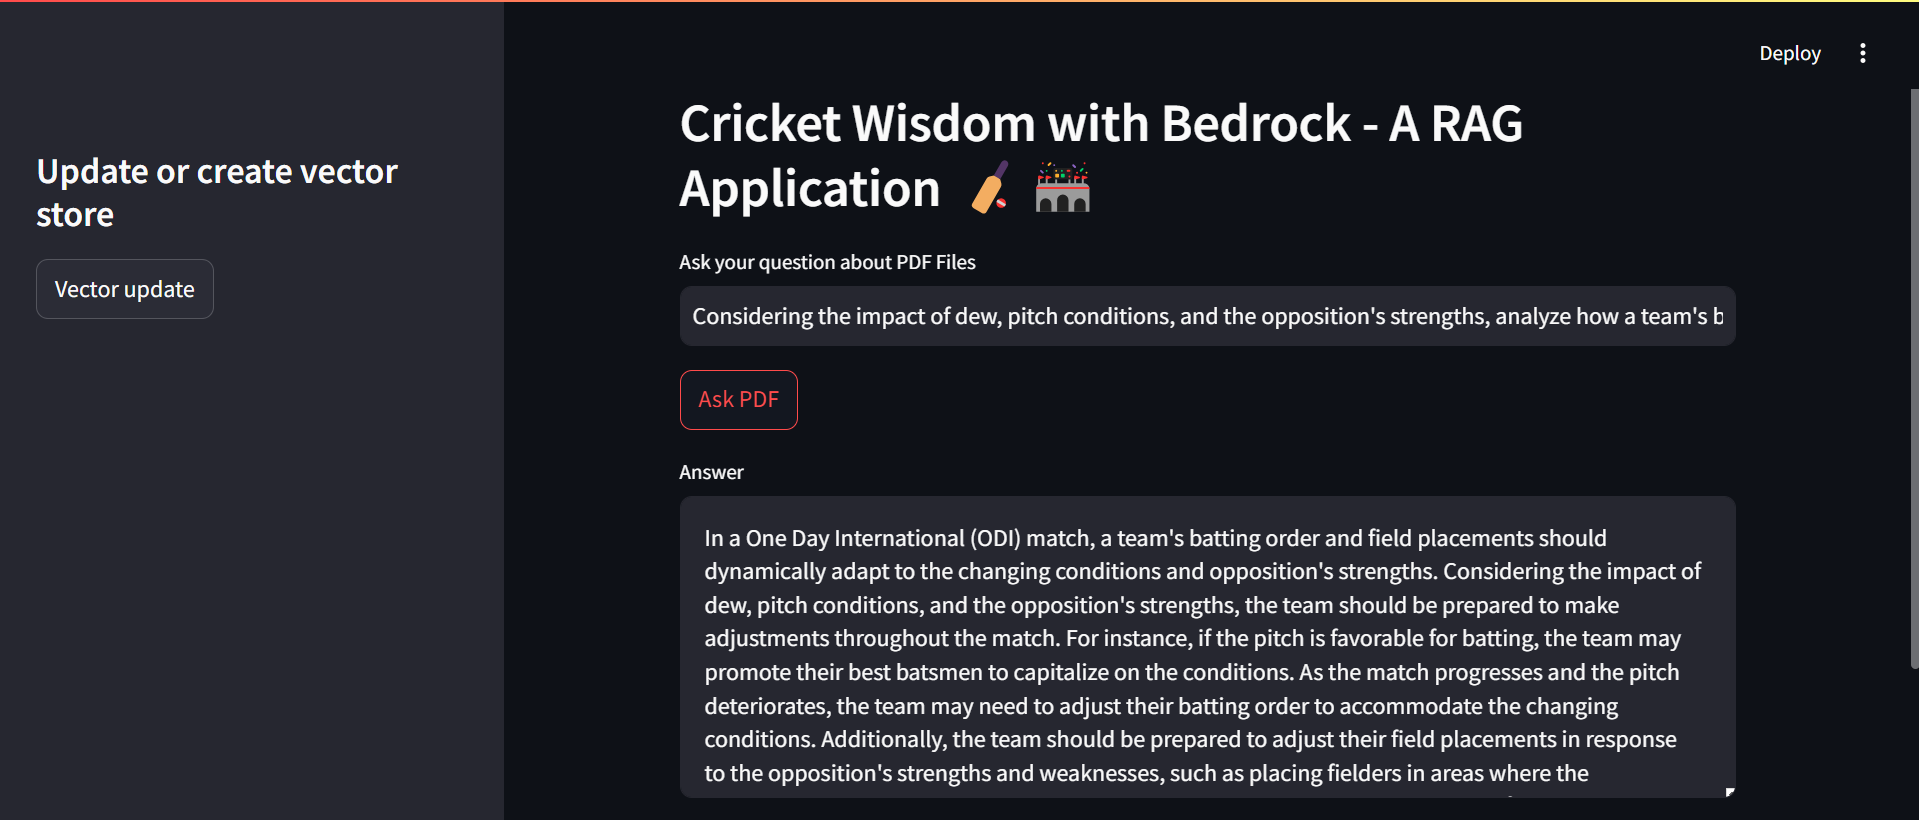 Deploy
Update or create vector
store
Vector update
Cricket Wisdom with Bedrock - A RAG
Application
Ask your question about PDF Files
Considering the impact of dew, pitch conditions, and the opposition's strengths, analyze how a team's b
Ask PDF
Answer
In a One Day International (ODI) match, a team's batting order and field placements should
dynamically adapt to the changing conditions and opposition's strengths. Considering the impact of
dew, pitch conditions, and the opposition's strengths, the team should be prepared to make
adjustments throughout the match. For instance, if the pitch is favorable for batting, the team may
promote their best batsmen to capitalize on the conditions. As the match progresses and the pitch
deteriorates, the team may need to adjust their batting order to accommodate the changing
conditions. Additionally, the team should be prepared to adjust their field placements in response
to the opposition's strengths and weaknesses, such as placing fielders in areas where the